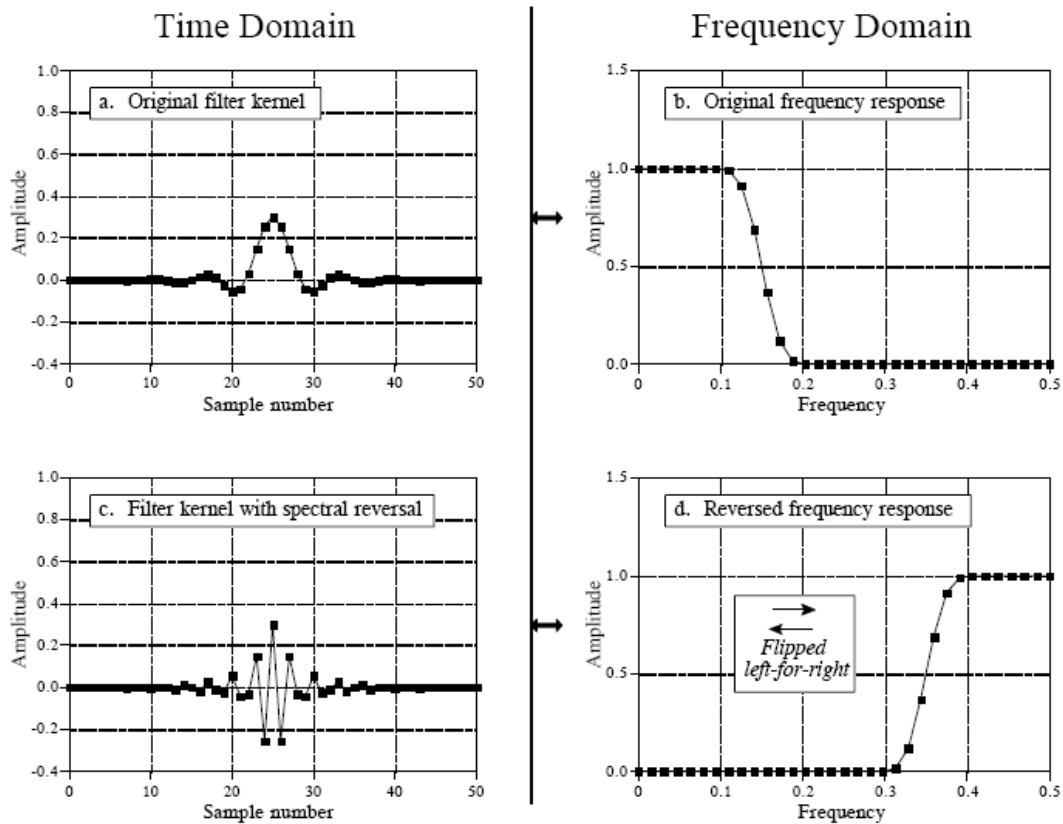 Time Domain
Frequency Domain
1.0
0.8
0.6
0.4
0.2
0.0
-0.2
-0.4
Amplitude
a. Original filter kernel
0 10 20 30 40 50
Sample number
1.5
1.0
0.5
0.0
Amplitude
b. Original frequency response
0 0.1 0.2 0.3 0.4 0.5
Frequency
1.0
0.8
0.6
0.4
0.2
0.0
-0.2
-0.4
Amplitude
c. Filter kernel with spectral reversal
0 10 20 30 40 50
Sample number
1.5
1.0
0.5
0.0
Amplitude
d. Reversed frequency response
Flipped
left-for-right
0 0.1 0.2 0.3 0.4 0.5
Frequency